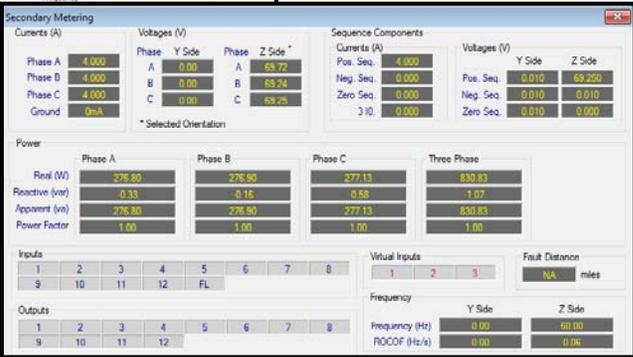 Secondary Metering
Currents (A)
Phase A 4.000
Phase B 4.000
Phase C 4.000
Ground 0mA
Voltages (V)
Phase Y Side Phase Z Side *
A 0.00 A 69.72
B 0.00 B 69.24
C 0.00 C 69.25
* Selected Orientation
Sequence Components
Currents (A)
Pos. Seq. 4.000
Neg. Seq. 0.000
Zero Seq. 0.000
3 I0. 0.000
Voltages (V)
Y Side Z Side
Pos. Seq. 0.010 69.250
Neg. Seq. 0.010 0.010
Zero Seq. 0.010 0.000
Power
Phase A Phase B Phase C Three Phase
Real (W) 276.80 276.90 277.13 830.83
Reactive (var) -0.33 -0.16 -0.58 -1.07
Apparent (va) 276.80 276.90 277.13 830.83
Power Factor 1.00 1.00 1.00 1.00
Inputs
1 2 3 4 5 6 7 8
9 10 11 12 FL
Outputs
1 2 3 4 5 6 7 8
9 10 11 12
Virtual Inputs
1 2 3
Fault Distance
NA miles
Frequency
Y Side Z Side
Frequency (Hz) 0.00 60.00
ROCOF (Hz/s) 0.00 0.06